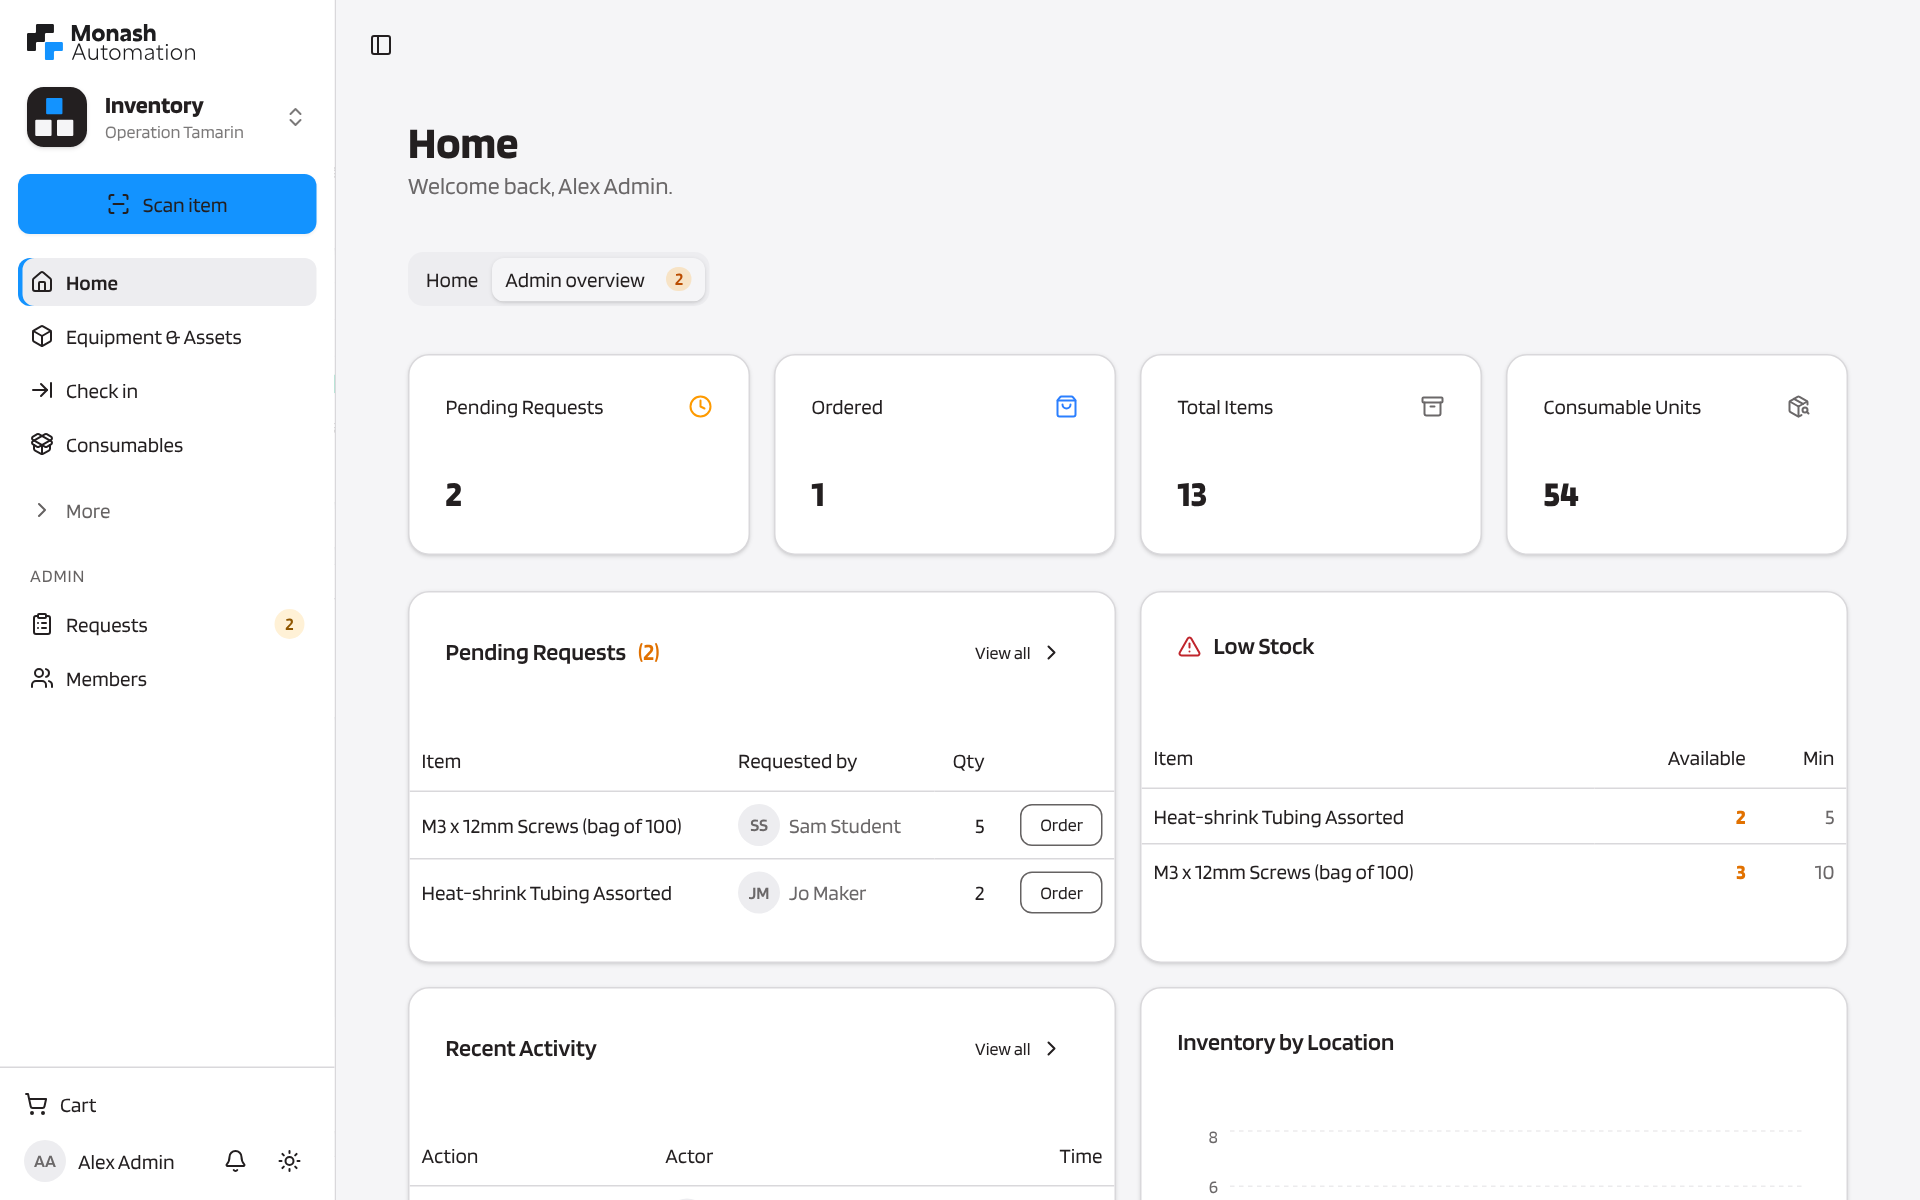 Monash
Automation
Inventory
Operation Tamarin
Scan item
Home
Equipment & Assets
Check in
Consumables
More
ADMIN
Requests 2
Members
Cart
AA Alex Admin
Home
Welcome back, Alex Admin.
Home Admin overview 2
Pending Requests
2
Ordered
1
Total Items
13
Consumable Units
54
Pending Requests (2) View all
Item Requested by Qty
M3 x 12mm Screws (bag of 100) SS Sam Student 5 Order
Heat-shrink Tubing Assorted JM Jo Maker 2 Order
Low Stock
Item Available Min
Heat-shrink Tubing Assorted 2 5
M3 x 12mm Screws (bag of 100) 3 10
Recent Activity View all
Action Actor Time
Inventory by Location
8
6